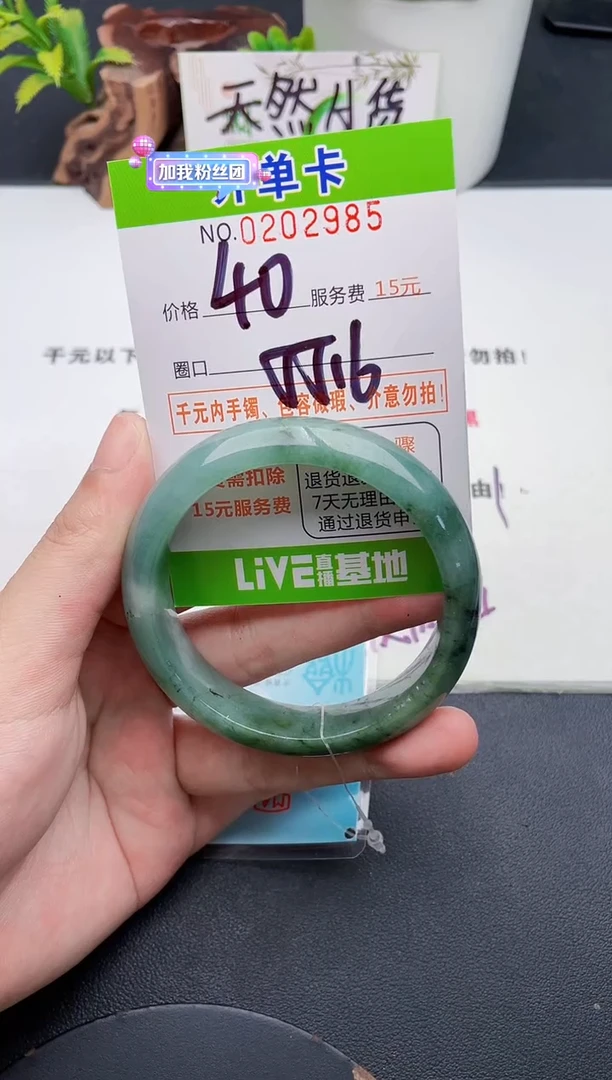 天然A货
加我粉丝团
单卡
NO.0202985
价格 40 服务费 15元
圈口
千元内手镯、包容微瑕、介意勿拍!
需扣除
15元服务费
骤
退货
7天无理由
通过退货申
LiVE直播基地
千元以下
勿拍!
由!